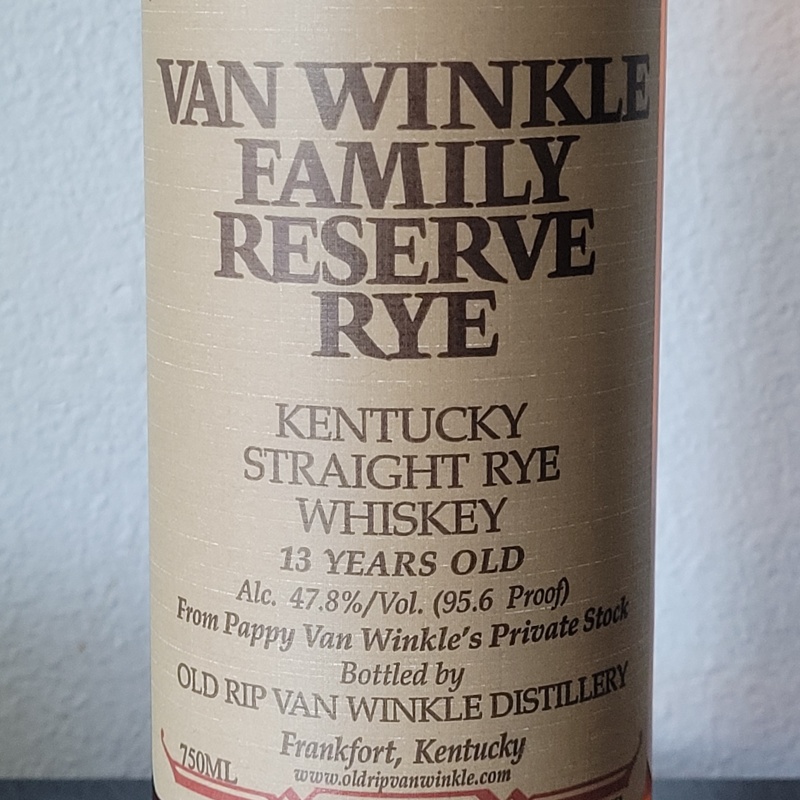 VAN WINKLE
FAMILY
RESERVE
RYE
KENTUCKY
STRAIGHT RYE
WHISKEY
13 YEARS OLD
Alc. 47.8%/Vol. (95.6 Proof)
From Pappy Van Winkle's Private Stock
Bottled by
OLD RIP VAN WINKLE DISTILLERY
Frankfort, Kentucky
750ML
www.oldripvanwinkle.com